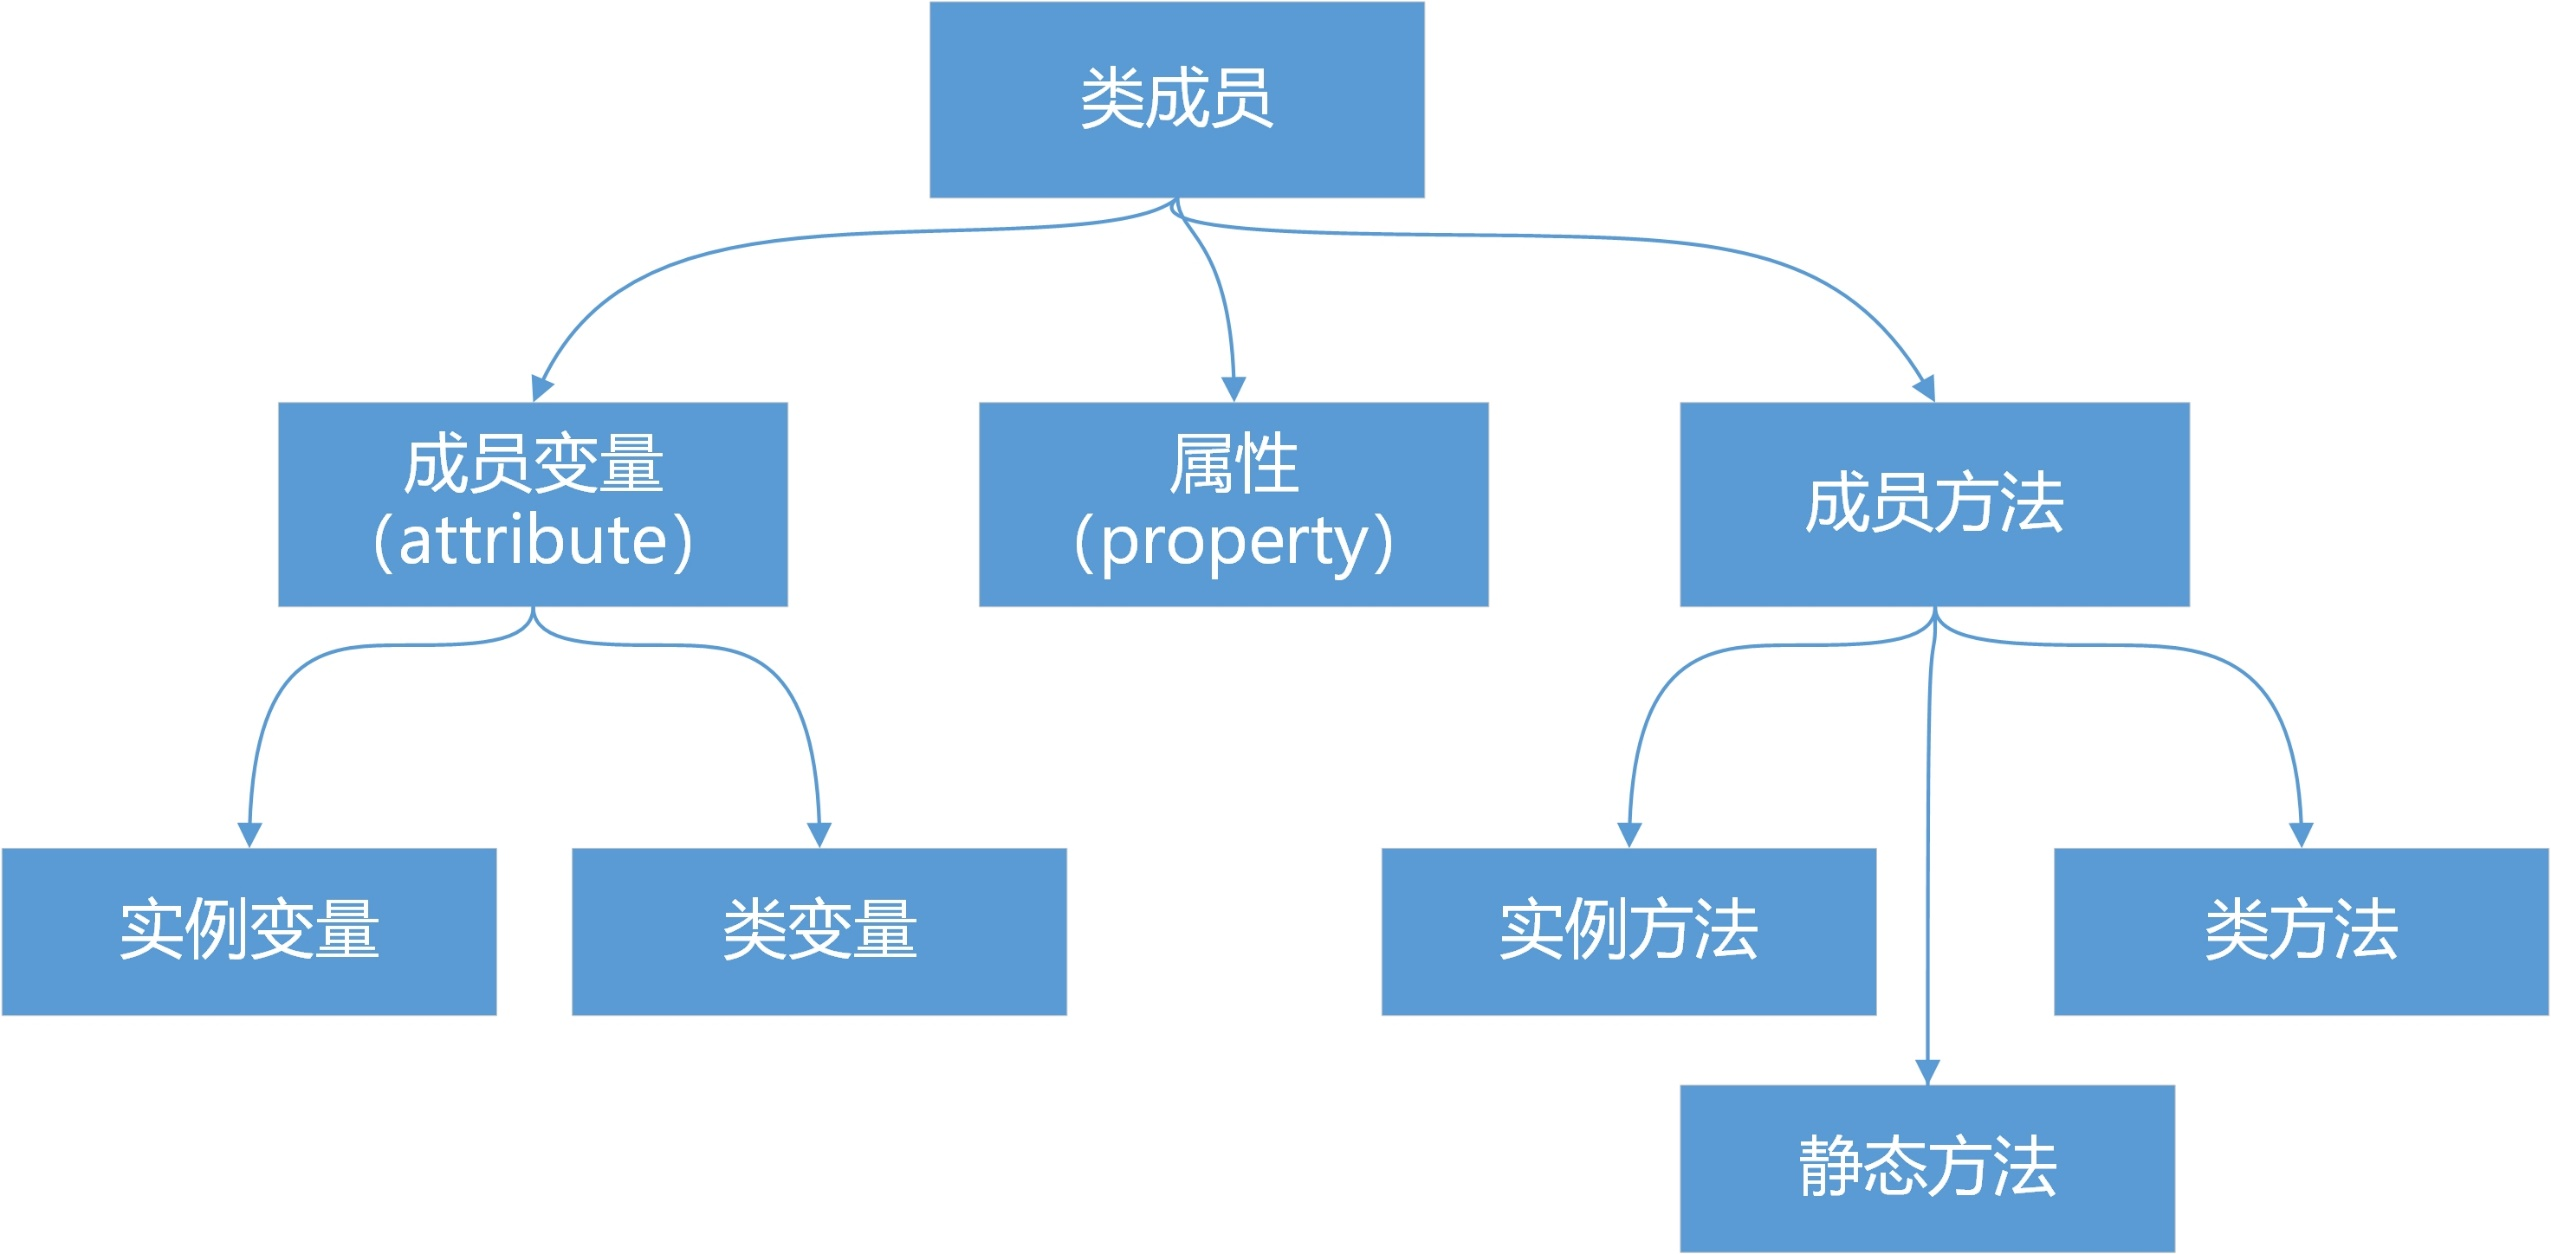 类成员
成员变量
（attribute）
属性
（property）
成员方法
实例变量
类变量
实例方法
类方法
静态方法